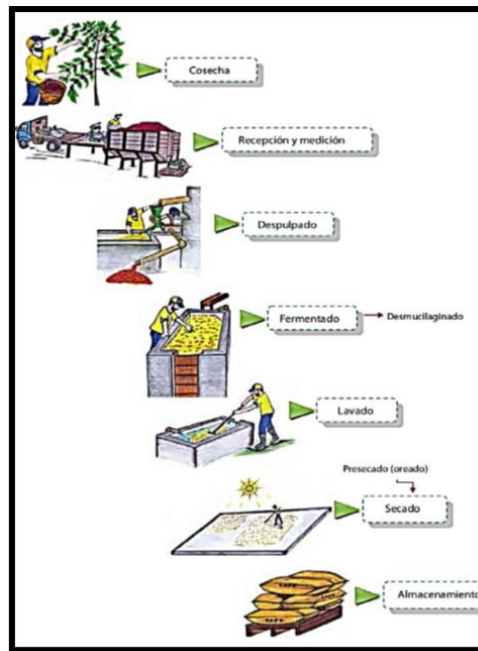 Cosecha
Recepción y medición
Despulpado
Fermentado
Desmucilaginado
Lavado
Presecado (oreado)
Secado
Almacenamiento